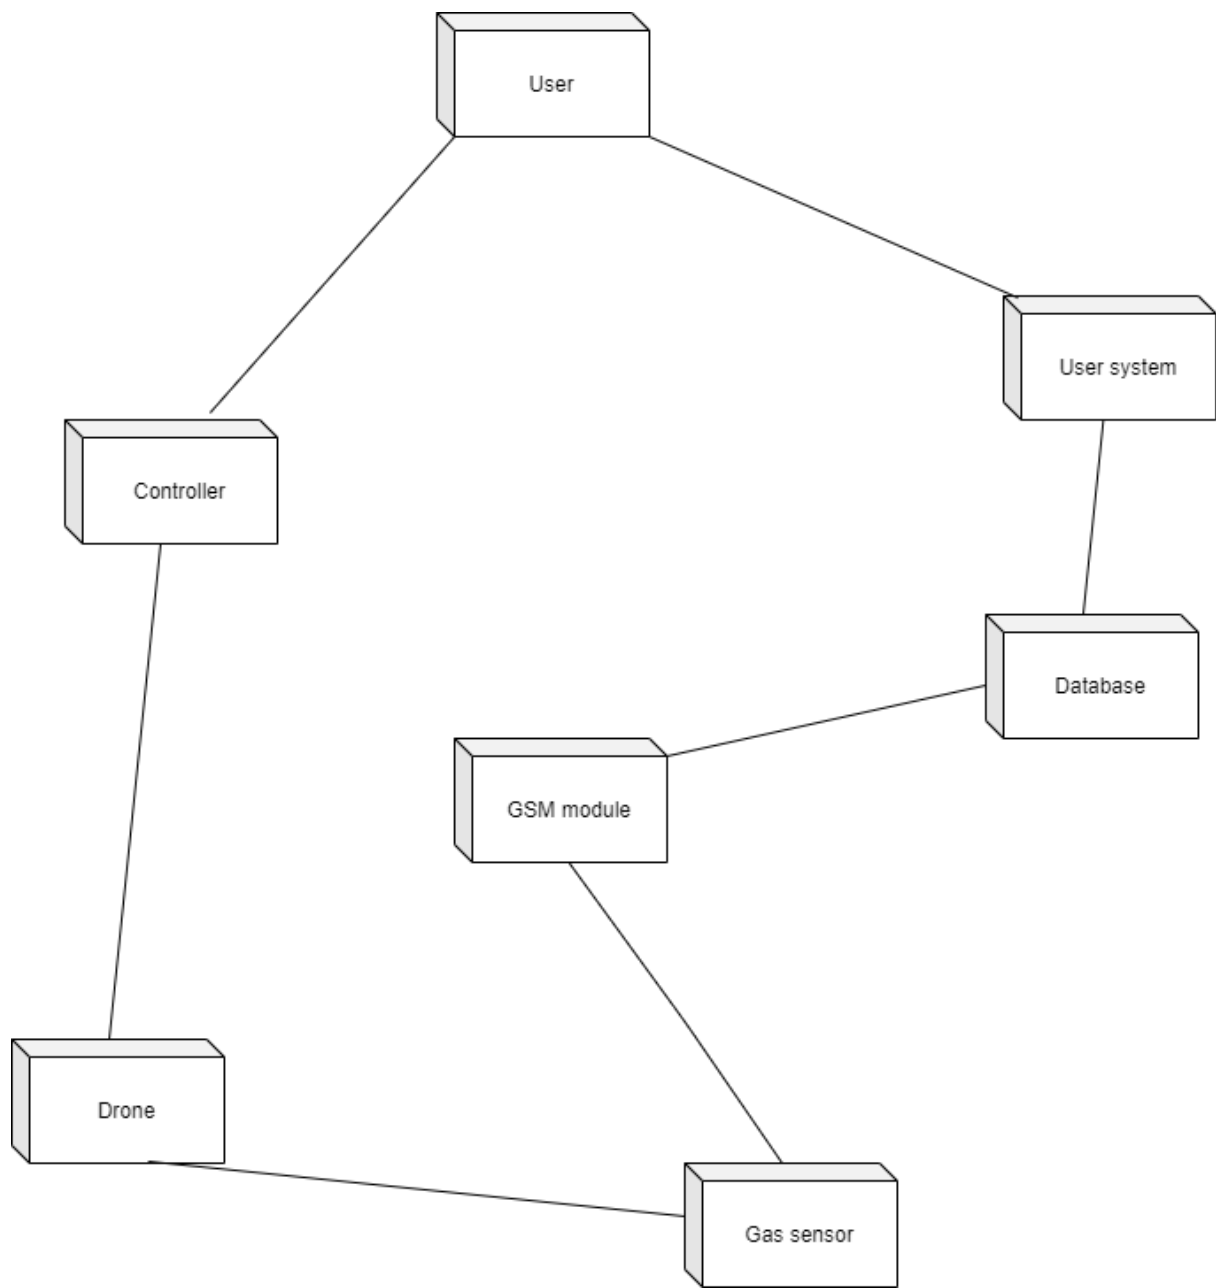 User
User system
Controller
Database
GSM module
Drone
Gas sensor